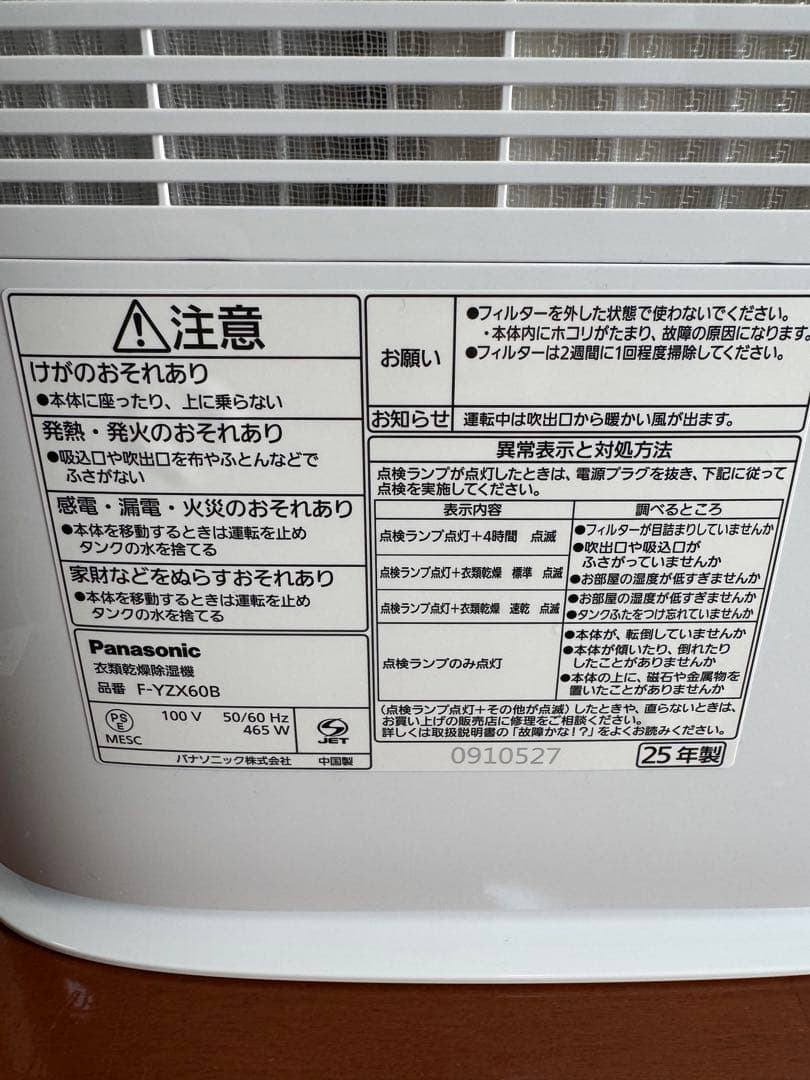 注意
けがのおそれあり
●本体に座ったり、上に乗らない
発熱・発火のおそれあり
●吸込口や吹出口を布やふとんなどで
ふさがない
感電・漏電・火災のおそれあり
●本体を移動するときは運転を止め
タンクの水を捨てる
家財などをぬらすおそれあり
●本体を移動するときは運転を止め
タンクの水を捨てる
Panasonic
衣類乾燥除湿機
品番 F-YZX60B
PS
E
MESC
100 V 50/60 Hz
465 W
S
JET
パナソニック株式会社 中国製
お願い
●フィルターを外した状態で使わないでください。
・本体内にホコリがたまり、故障の原因になります。
●フィルターは2週間に1回程度掃除してください。
お知らせ 運転中は吹出口から暖かい風が出ます。
異常表示と対処方法
点検ランプが点灯したときは、電源プラグを抜き、下記に従って
点検を実施してください。
表示内容 調べるところ
点検ランプ点灯+4時間 点滅
●フィルターが目詰まりしていませんか
●吹出口や吸込口が
ふさがっていませんか
点検ランプ点灯+衣類乾燥 標準 点滅
●お部屋の温度が低すぎませんか
点検ランプ点灯+衣類乾燥 速乾 点滅
●お部屋の湿度が低すぎませんか
●タンクふたをつけ忘れていませんか
点検ランプのみ点灯
●本体が、転倒していませんか
●本体が傾いたり、倒れたり
したことがありませんか
●本体の上に、磁石や金属物を
置いたことがありませんか
(点検ランプ点灯+その他が点滅)したときや、直らないときは、
お買い上げの販売店に修理をご相談ください。
詳しくは取扱説明書の「故障かな!?」をよくお読みください。
0910527
25年製